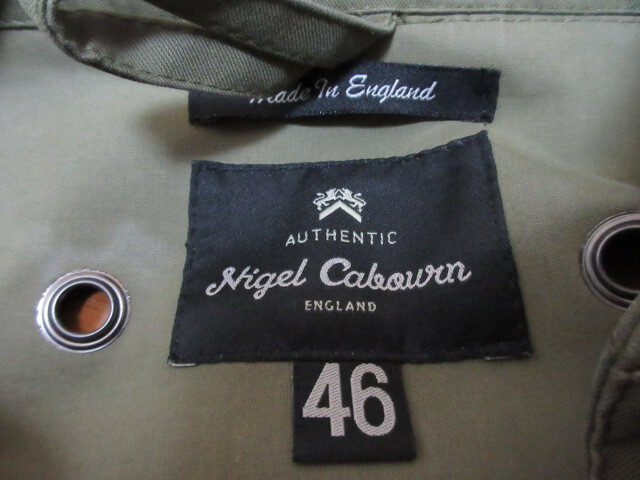 Made In England
AUTHENTIC
Nigel Cabourn
ENGLAND
46